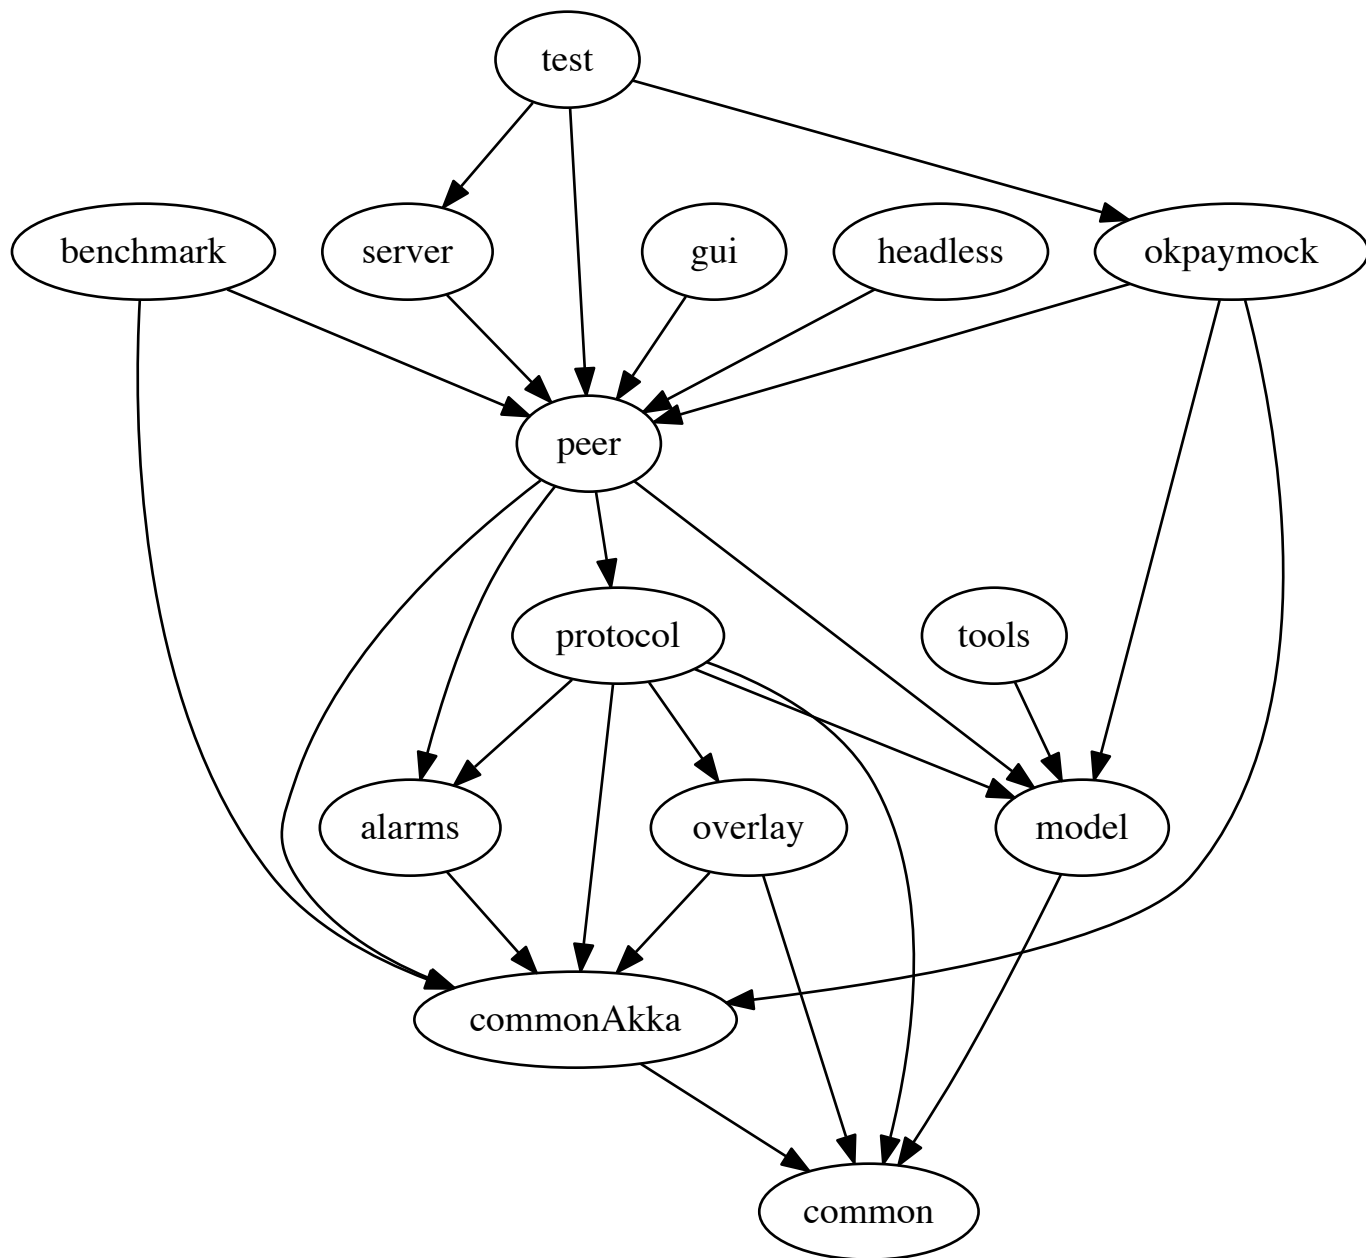 test
benchmark
server
gui
headless
okpaymock
peer
protocol
tools
alarms
overlay
model
commonAkka
common